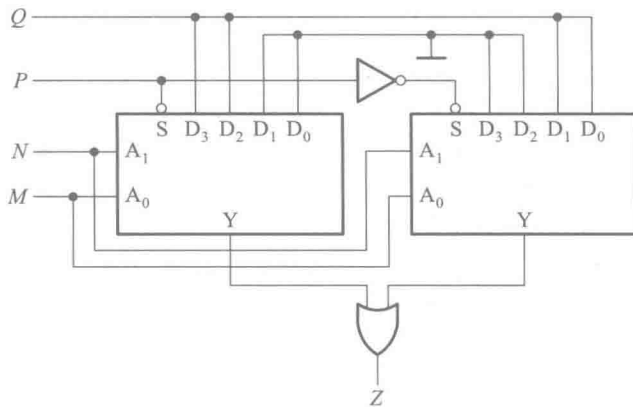 Q
P
S D₃ D₂ D₁ D₀ S D₃ D₂ D₁ D₀
N A₁ A₁
M A₀ A₀
Y Y
Z